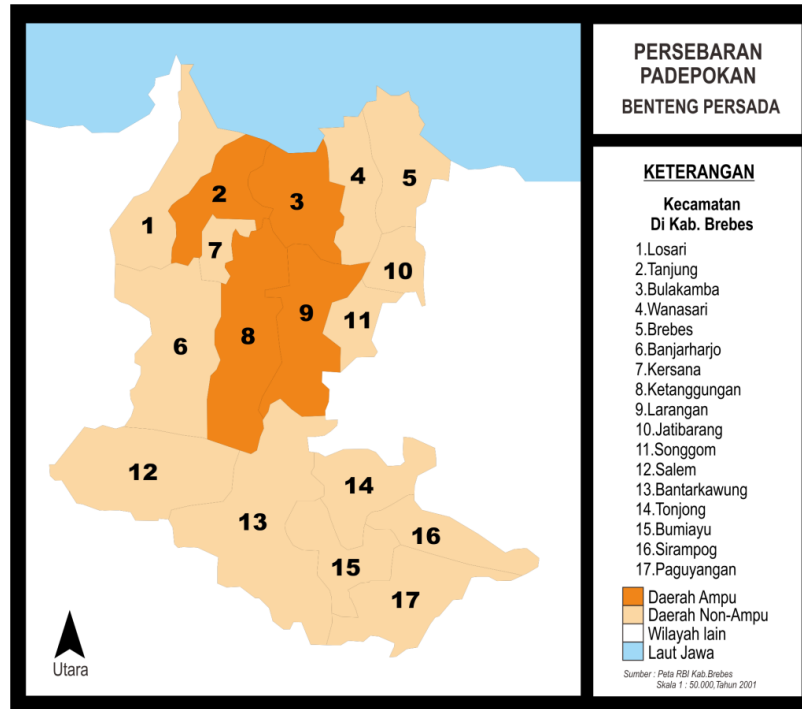 PERSEBARAN
PADEPOKAN
BENTENG PERSADA
KETERANGAN
Kecamatan
Di Kab. Brebes
1.Losari
2.Tanjung
3.Bulakamba
4.Wanasari
5.Brebes
6.Banjarharjo
7.Kersana
8.Ketanggungan
9.Larangan
10.Jatibarang
11.Songgom
12.Salem
13.Bantarkawung
14.Tonjong
15.Bumiayu
16.Sirampog
17.Paguyangan
Daerah Ampu
Daerah Non-Ampu
Wilayah lain
Laut Jawa
Sumber : Peta RBI Kab.Brebes
Skala 1 : 50.000,Tahun 2001
1
2
3
4
5
6
7
8
9
10
11
12
13
14
15
16
17
Utara